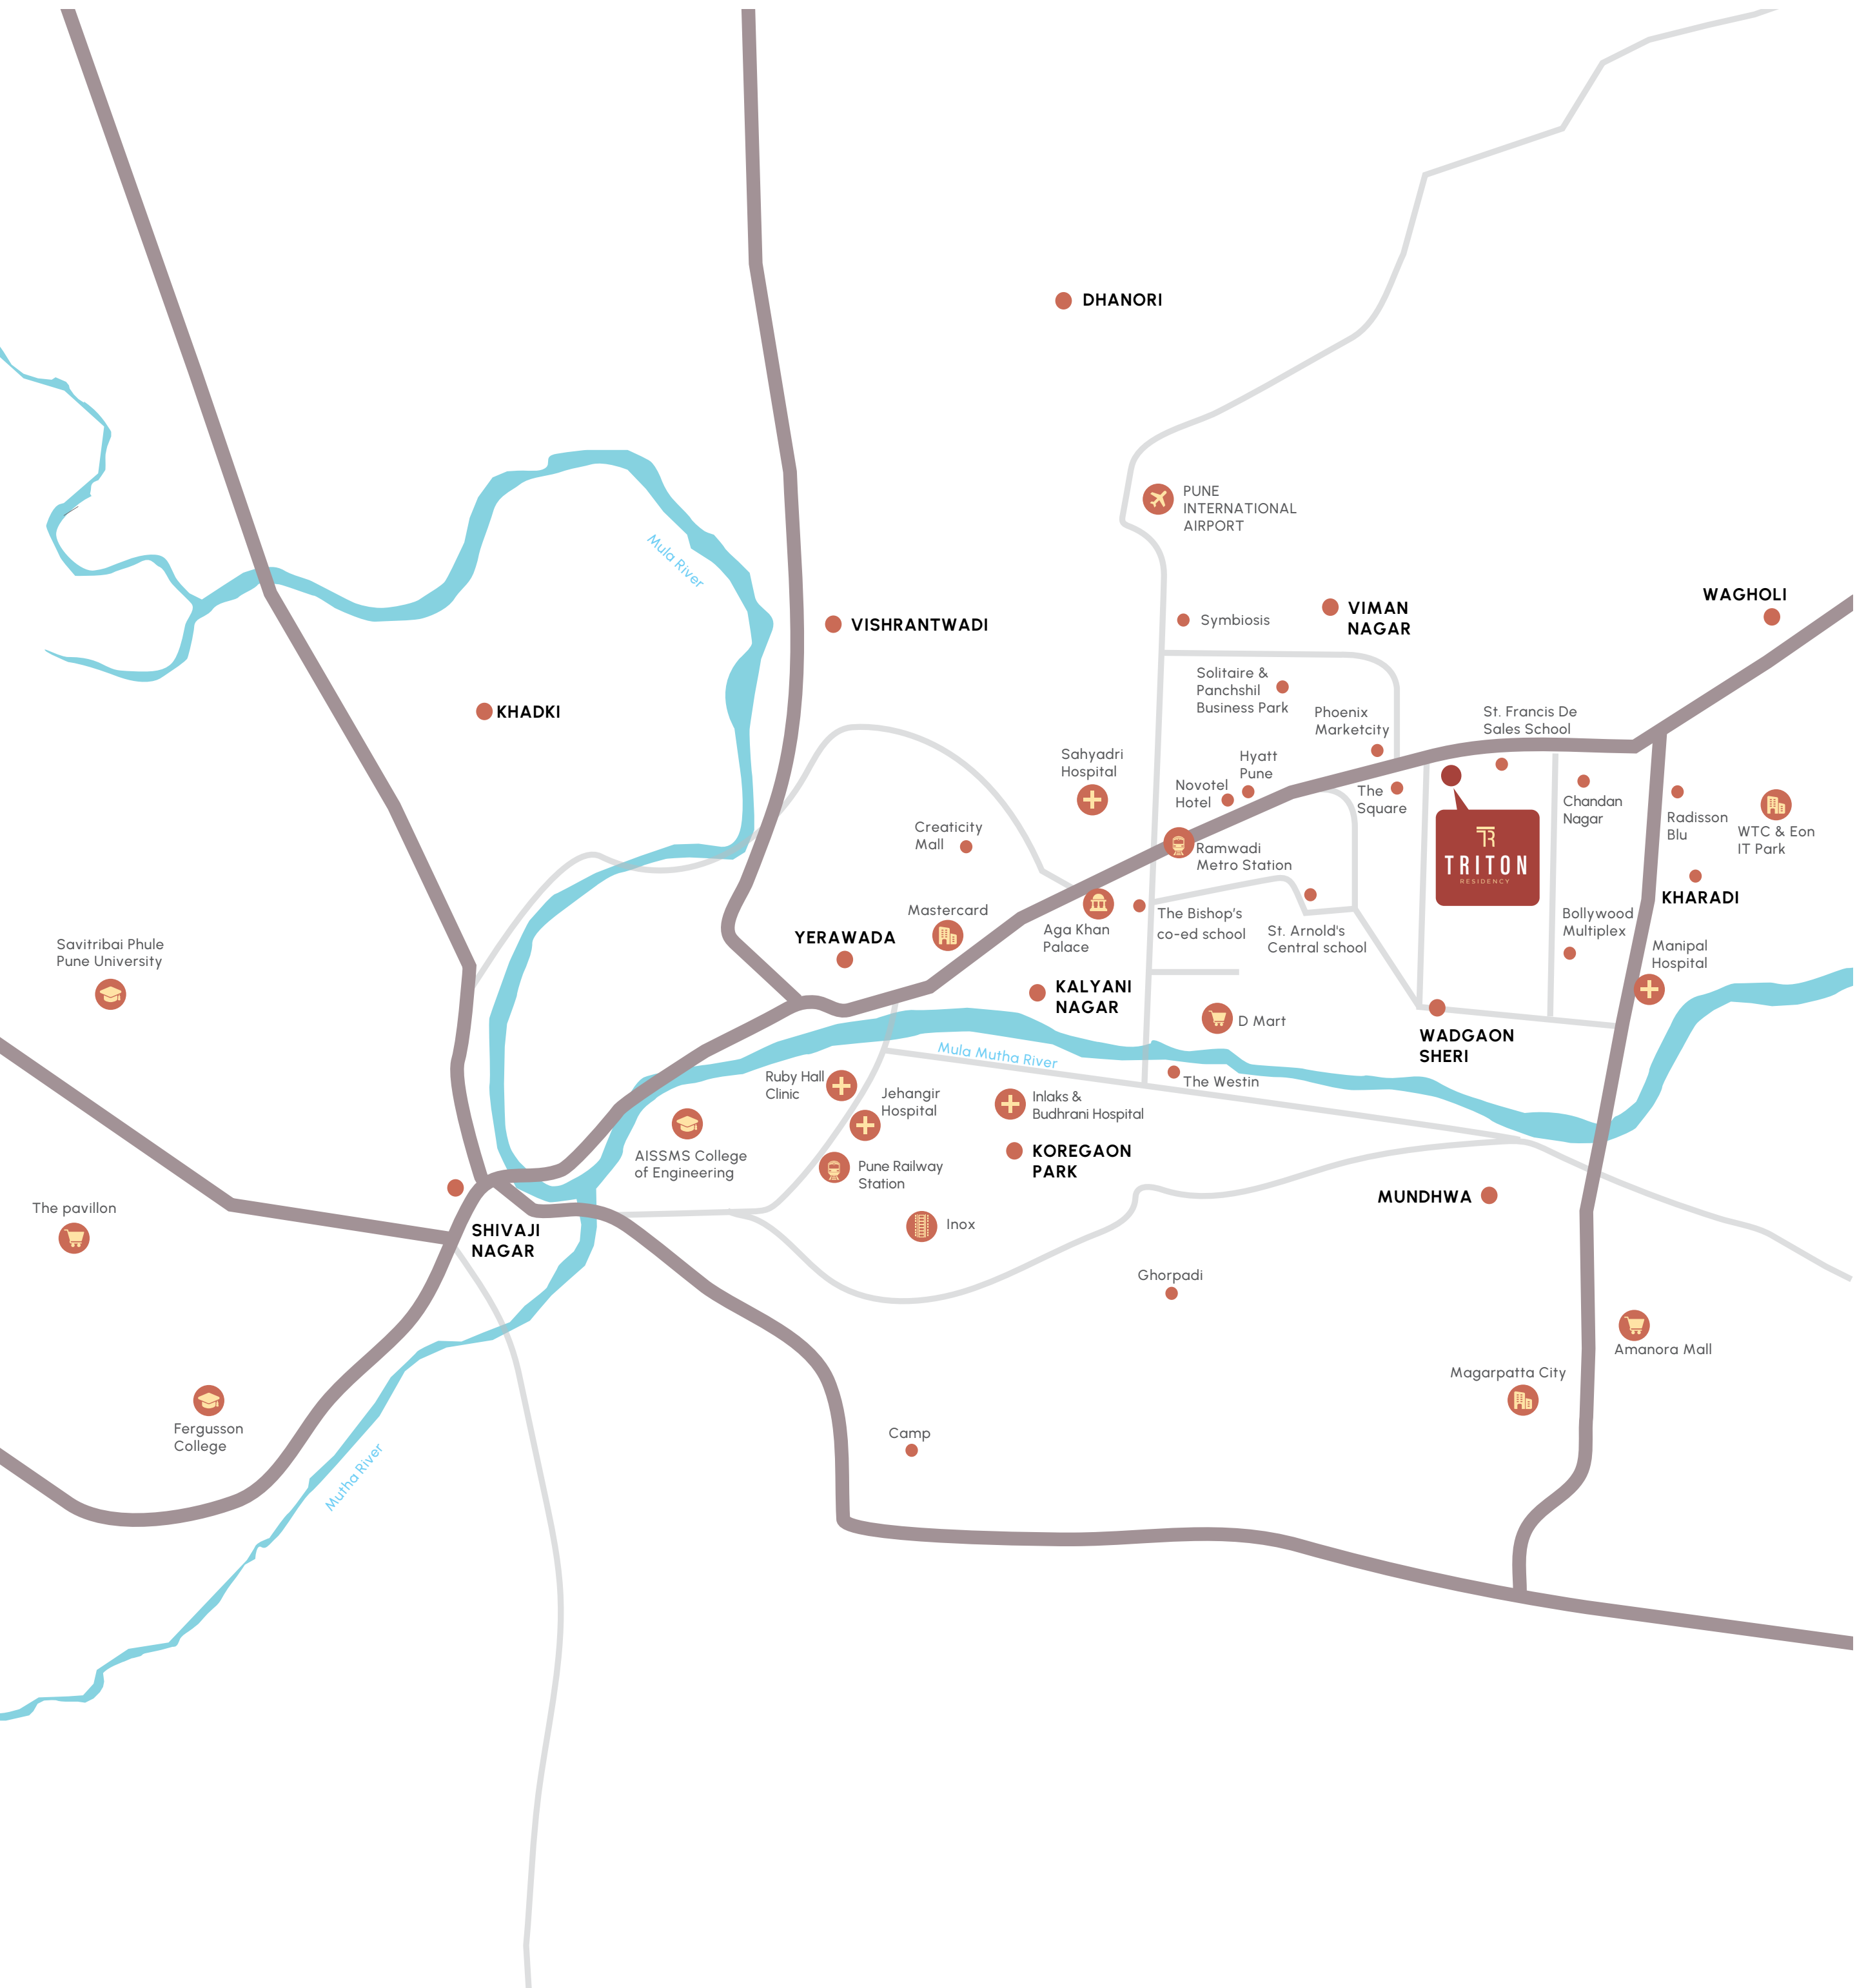 DHANORI
PUNE
INTERNATIONAL
AIRPORT
Mula River
WAGHOLI
VIMAN
NAGAR
Symbiosis
VISHRANTWADI
Solitaire &
Panchshil
Business Park
KHADKI
Phoenix
Marketcity
St. Francis De
Sales School
Sahyadri
Hospital
Hyatt
Pune
Novotel
Hotel
The
Square
Chandan
Nagar
Radisson
Blu
WTC & Eon
IT Park
Creaticity
Mall
Ramwadi
Metro Station
TR
TRITON
RESIDENCY
KHARADI
Mastercard
YERAWADA
Aga Khan
Palace
The Bishop's
co-ed school
St. Arnold's
Central school
Bollywood
Multiplex
Manipal
Hospital
Savitribai Phule
Pune University
KALYANI
NAGAR
D Mart
WADGAON
SHERI
Mula Mutha River
Ruby Hall
Clinic
Jehangir
Hospital
Inlaks &
Budhrani Hospital
The Westin
AISSMS College
of Engineering
Pune Railway
Station
KOREGAON
PARK
MUNDHWA
The pavillon
SHIVAJI
NAGAR
Inox
Ghorpadi
Amanora Mall
Magarpatta City
Fergusson
College
Camp
Mutha River